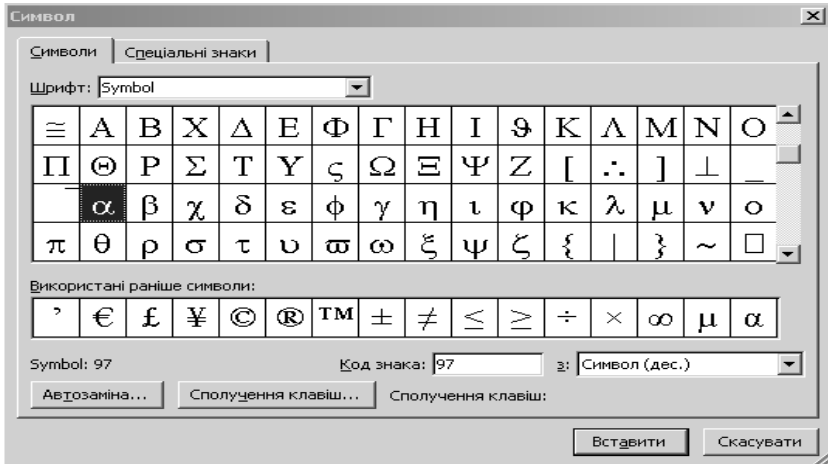 Символ
Символи Спеціальні знаки
Шрифт: Symbol
≅ Α Β Χ Δ Ε Φ Γ Η Ι ϑ Κ Λ Μ Ν Ο
Π Θ Ρ Σ Τ Υ ς Ω Ξ Ψ Ζ [ ∴ ] ⊥ _
‾ α β χ δ ε φ γ η ι ϕ κ λ μ ν ο
π θ ρ σ τ υ ϖ ω ξ ψ ζ { | } ~ □
Використані раніше символи:
’ € £ ¥ © ® ™ ± ≠ ≤ ≥ ÷ × ∞ µ α
Symbol: 97 Код знака: 97 з: Символ (дес.)
Автозаміна... Сполучення клавіш... Сполучення клавіш:
Вставити Скасувати